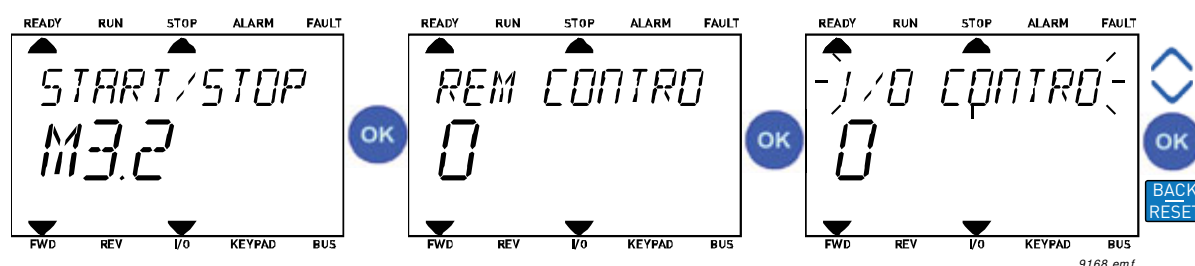 READY RUN STOP ALARM FAULT
START/STOP
M3.2
FWD REV I/O KEYPAD BUS
OK
READY RUN STOP ALARM FAULT
REM CONTRO
0
FWD REV I/O KEYPAD BUS
OK
READY RUN STOP ALARM FAULT
I/O CONTRO
0
FWD REV I/O KEYPAD BUS
OK
BACK
RESET
9168.emf